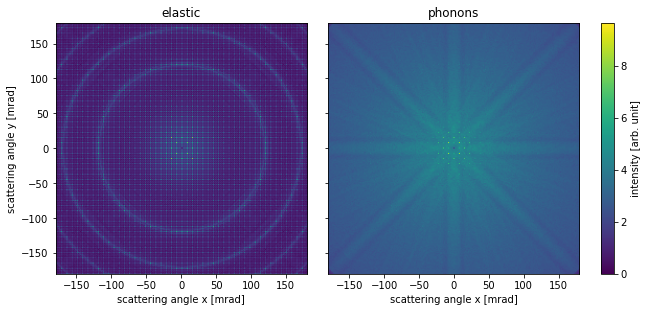 elastic
phonons
150
100
50
0
−50
−100
−150
scattering angle y [mrad]
−150 −100 −50 0 50 100 150
−150 −100 −50 0 50 100 150
scattering angle x [mrad]
scattering angle x [mrad]
8
6
4
2
0
intensity [arb. unit]